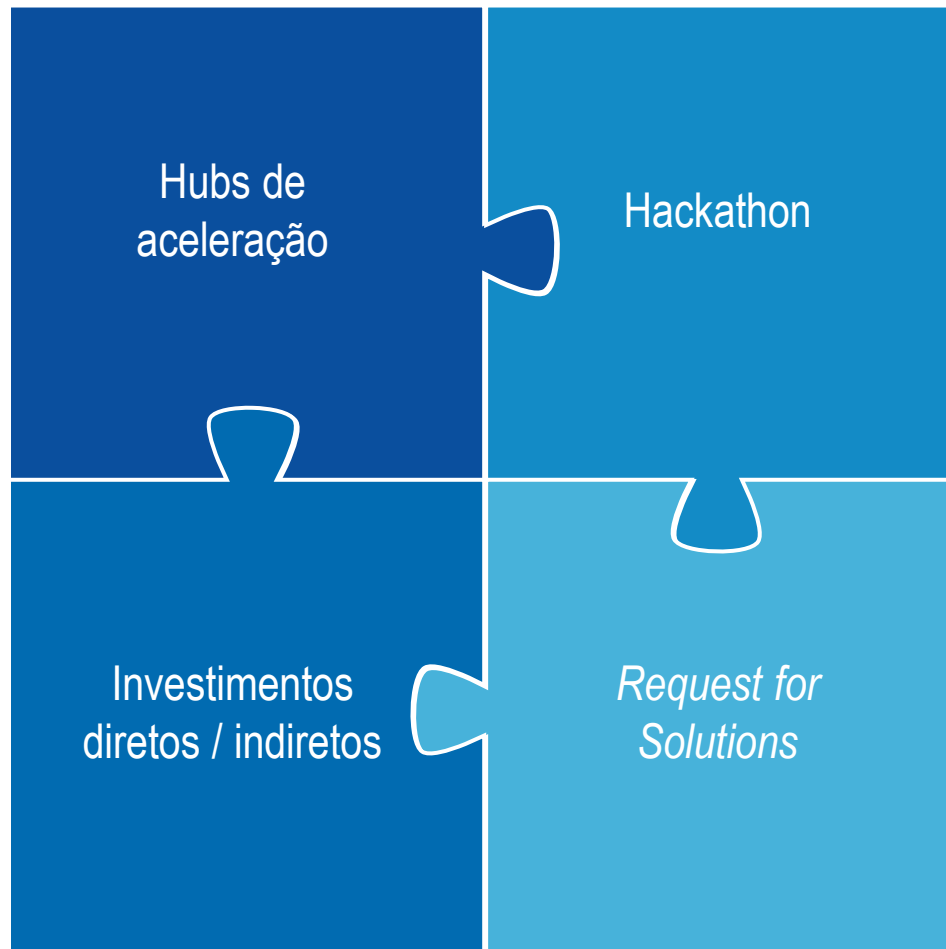 Hubs de
aceleração
Hackathon
Investimentos
diretos / indiretos
Request for
Solutions